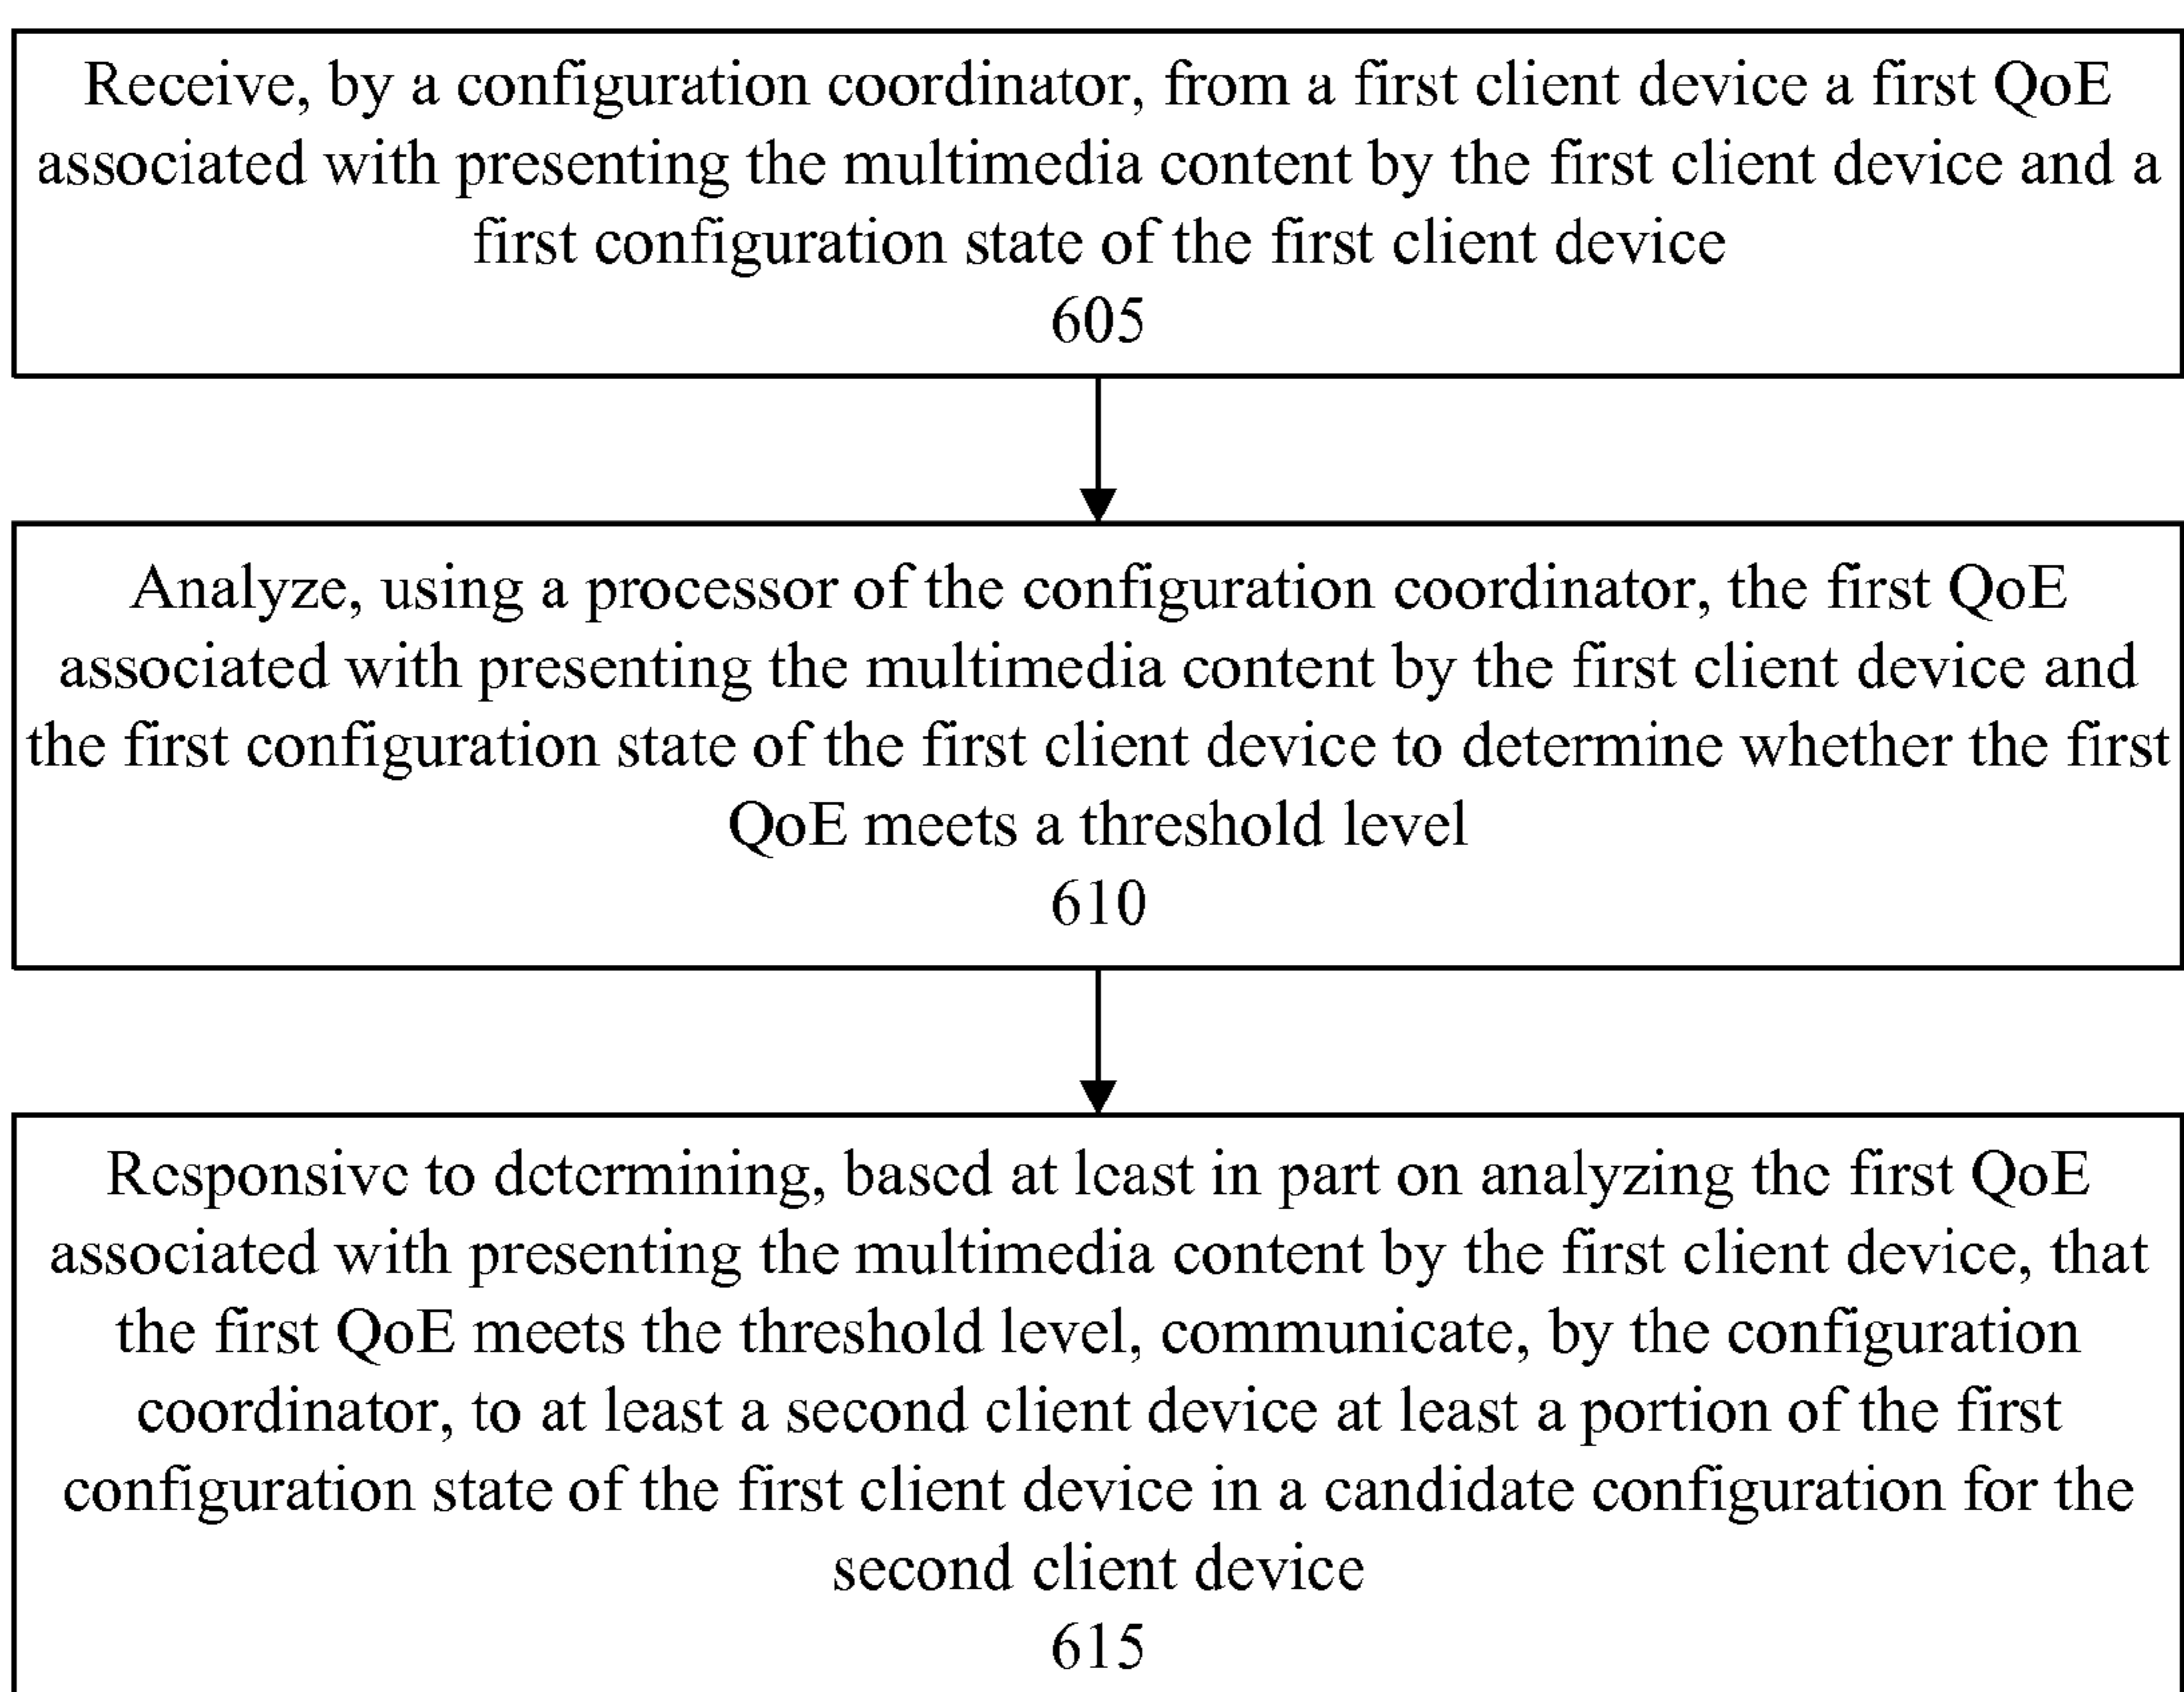 Receive, by a configuration coordinator, from a first client device a first QoE
associated with presenting the multimedia content by the first client device and a
first configuration state of the first client device
605
Analyze, using a processor of the configuration coordinator, the first QoE
associated with presenting the multimedia content by the first client device and
the first configuration state of the first client device to determine whether the first
QoE meets a threshold level
610
Responsive to determining, based at least in part on analyzing the first QoE
associated with presenting the multimedia content by the first client device, that
the first QoE meets the threshold level, communicate, by the configuration
coordinator, to at least a second client device at least a portion of the first
configuration state of the first client device in a candidate configuration for the
second client device
615